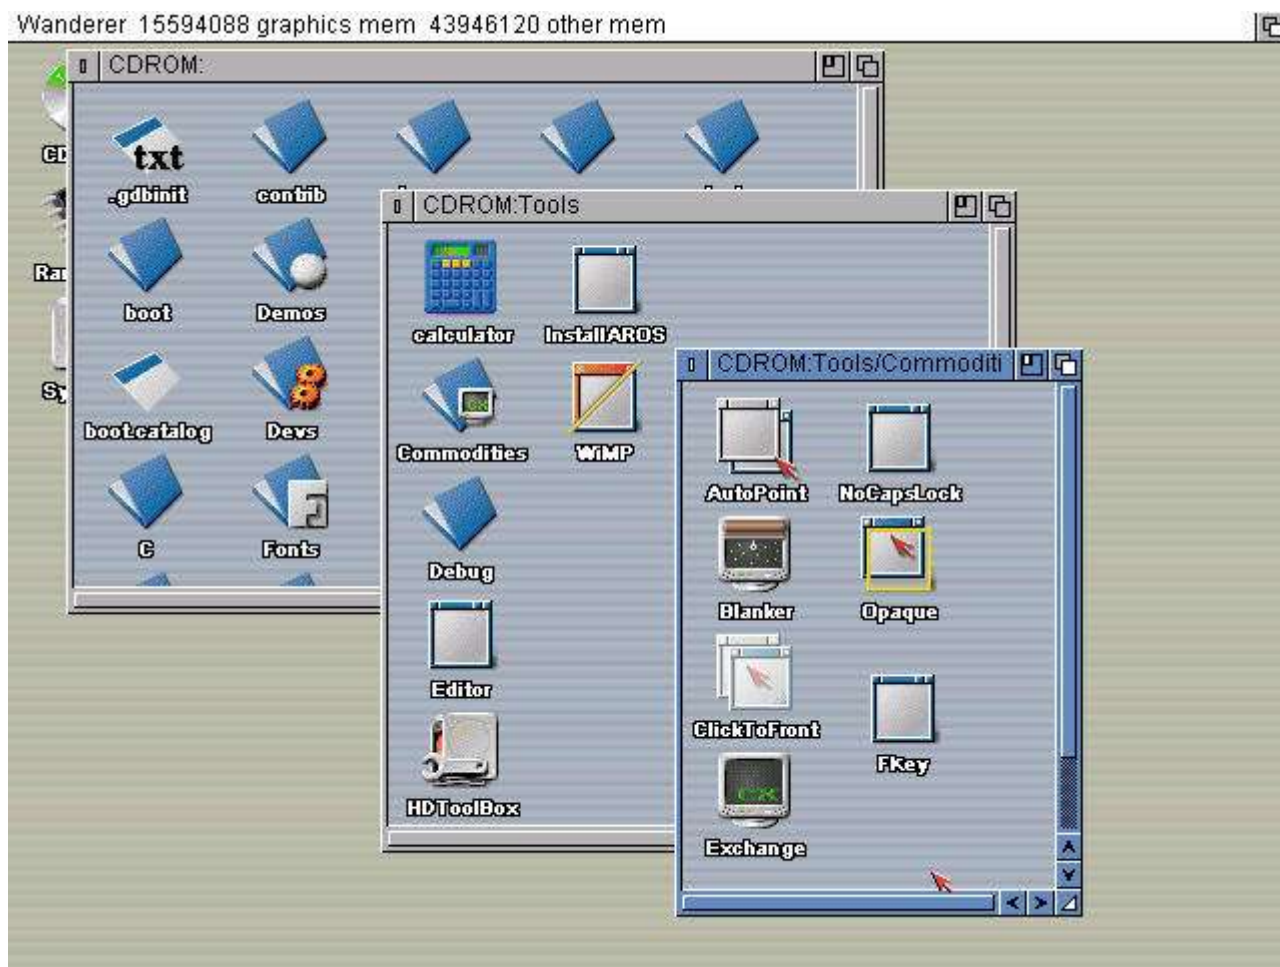 Wanderer 15594088 graphics mem 43946120 other mem
CDROM:
txt
.gdbinit
contrib
boot
Demos
boot.catalog
Devs
C
Fonts
CDROM:Tools
calculator
InstallAROS
Commodities
WiMP
Debug
Editor
HDToolBox
CDROM:Tools/Commoditi
AutoPoint
NoCapsLock
Blanker
Opaque
ClickToFront
FKey
Exchange